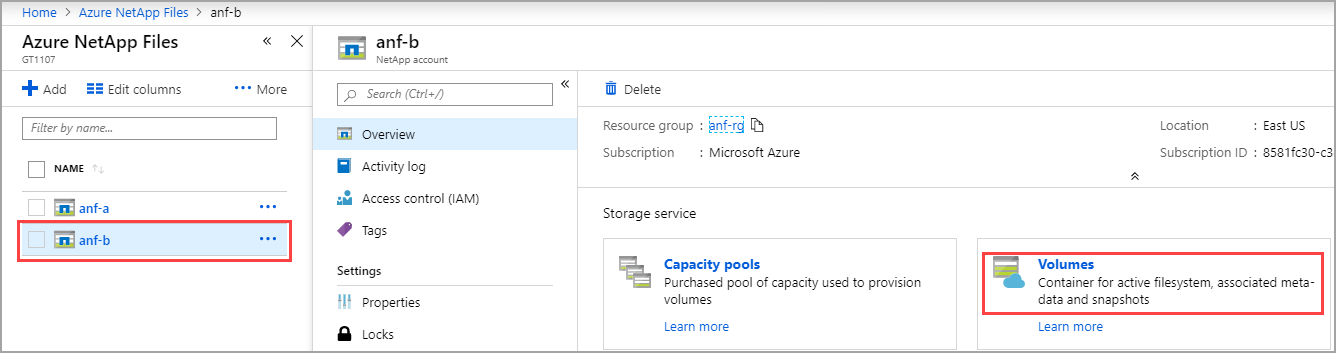 Home > Azure NetApp Files > anf-b
Azure NetApp Files
GT1107
Add Edit columns ••• More
Filter by name...
NAME
anf-a •••
anf-b •••
anf-b
NetApp account
Search (Ctrl+/)
Overview
Activity log
Access control (IAM)
Tags
Settings
Properties
Locks
Delete
Resource group : anf-rg
Subscription : Microsoft Azure
Location : East US
Subscription ID : 8581fc30-c3
Storage service
Capacity pools
Purchased pool of capacity used to provision
volumes
Learn more
Volumes
Container for active filesystem, associated meta-
data and snapshots
Learn more